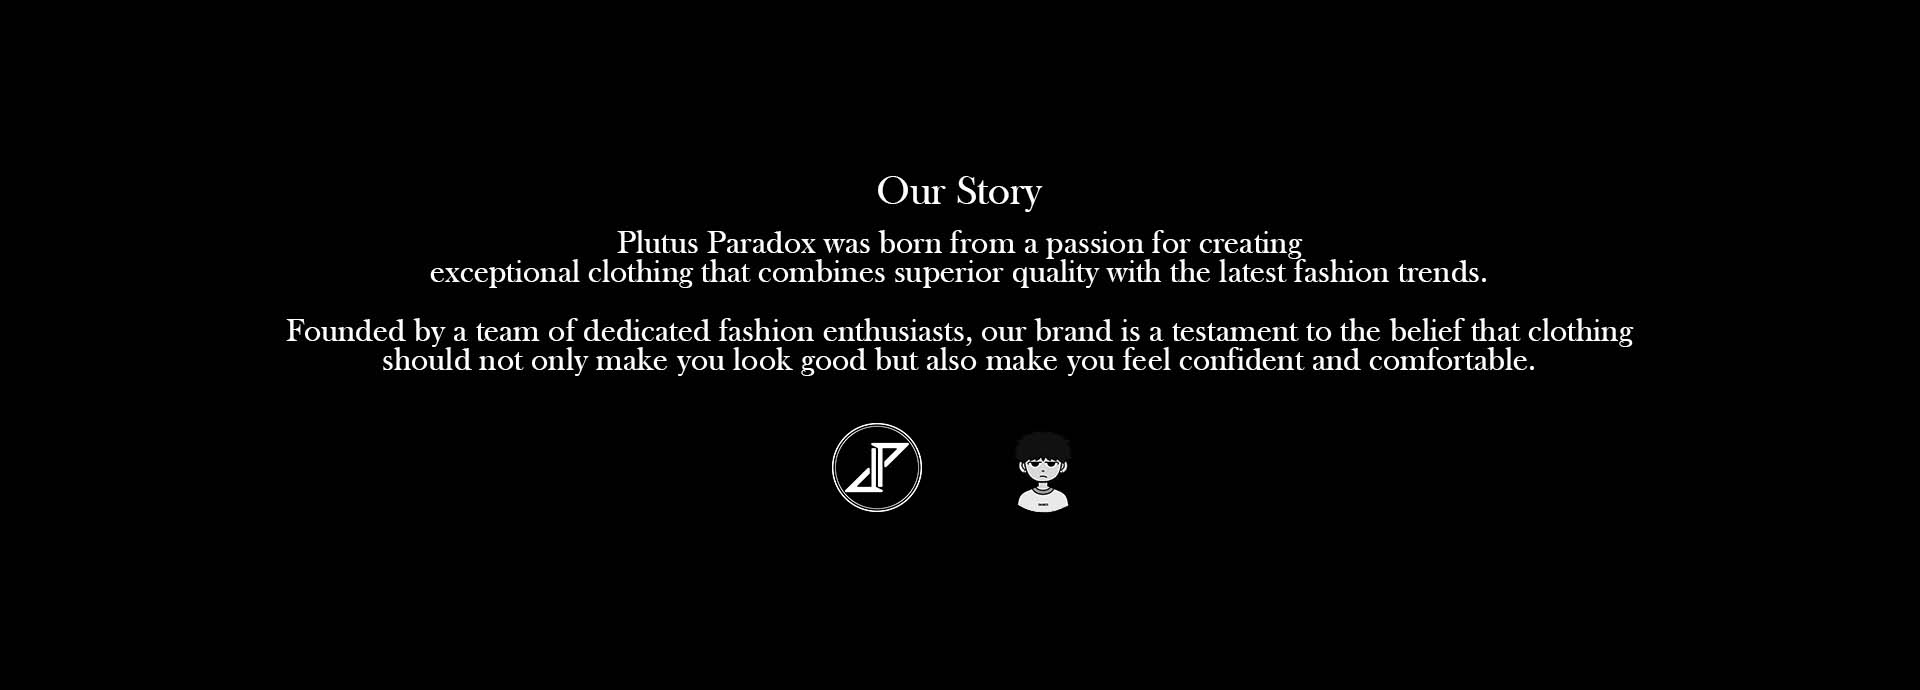 Our Story
Plutus Paradox was born from a passion for creating
exceptional clothing that combines superior quality with the latest fashion trends.
Founded by a team of dedicated fashion enthusiasts, our brand is a testament to the belief that clothing
should not only make you look good but also make you feel confident and comfortable.